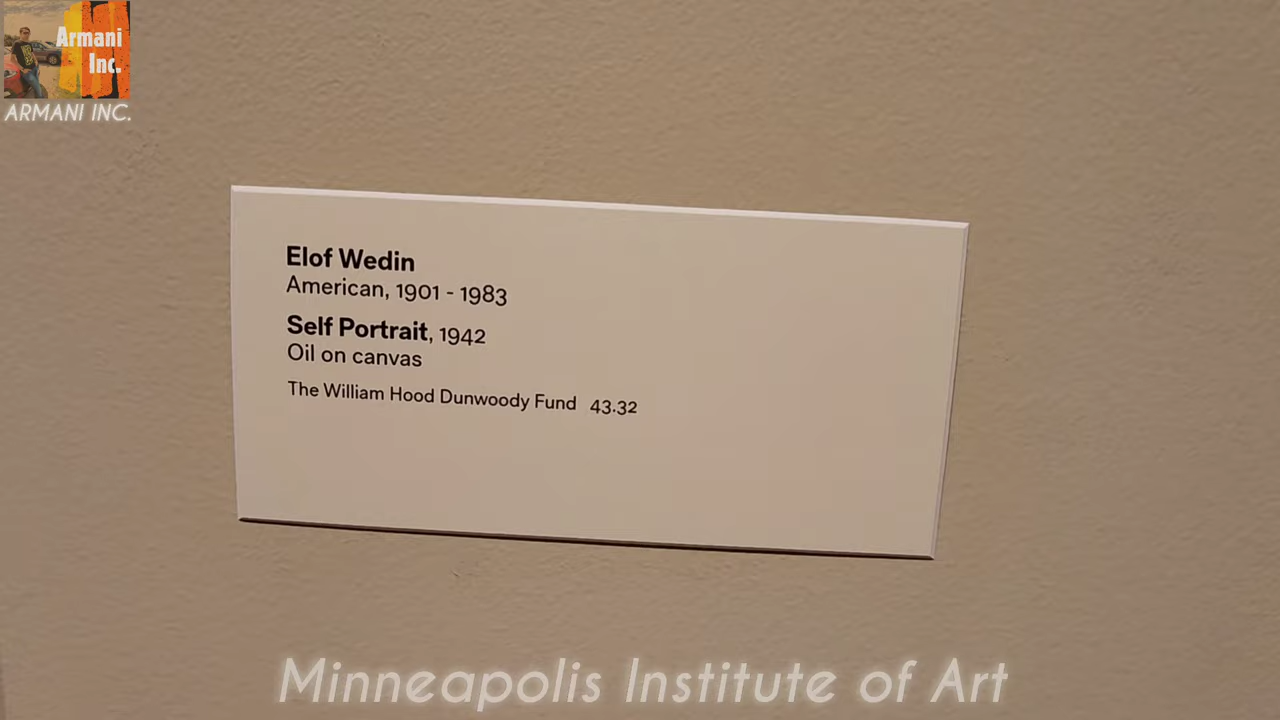 Armani
Inc.
ARMANI INC.
Elof Wedin
American, 1901 - 1983
Self Portrait, 1942
Oil on canvas
The William Hood Dunwoody Fund 43.32
Minneapolis Institute of Art